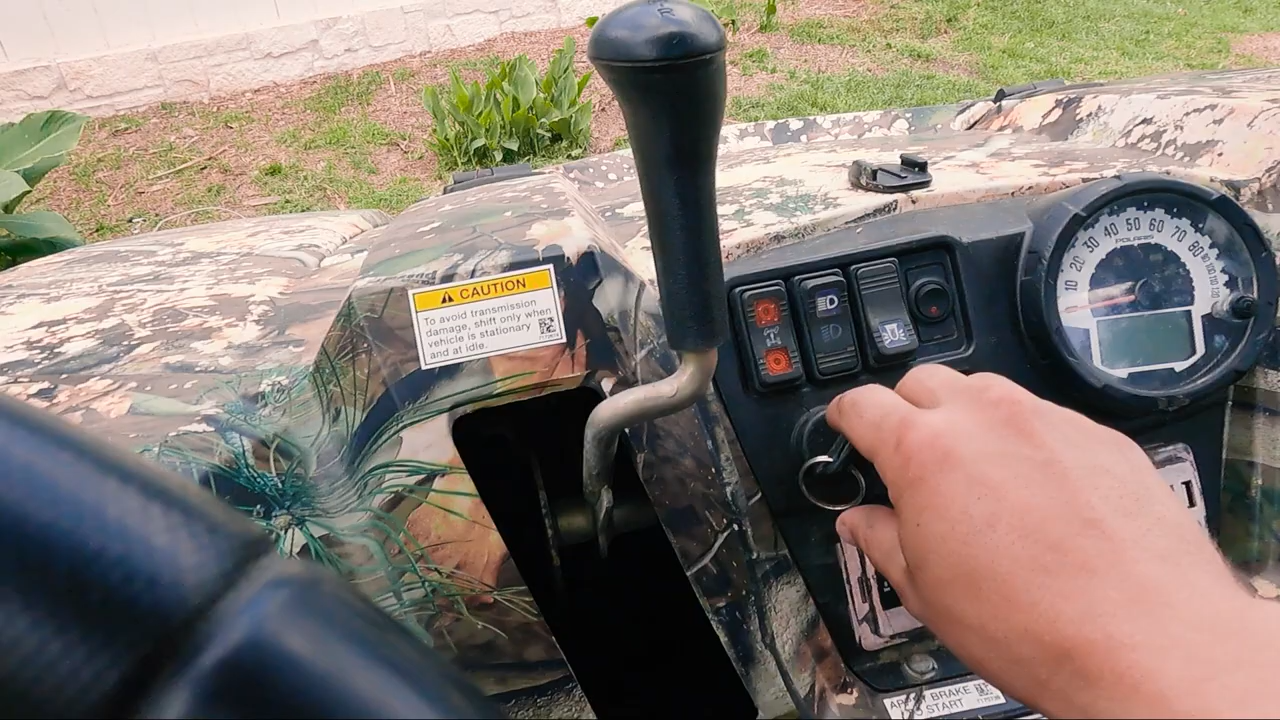 CAUTION
To avoid transmission
damage, shift only when
vehicle is stationary
and at idle.
7173674
10 20 30 40 50 60 70 80
POLARIS
BRAKE
START